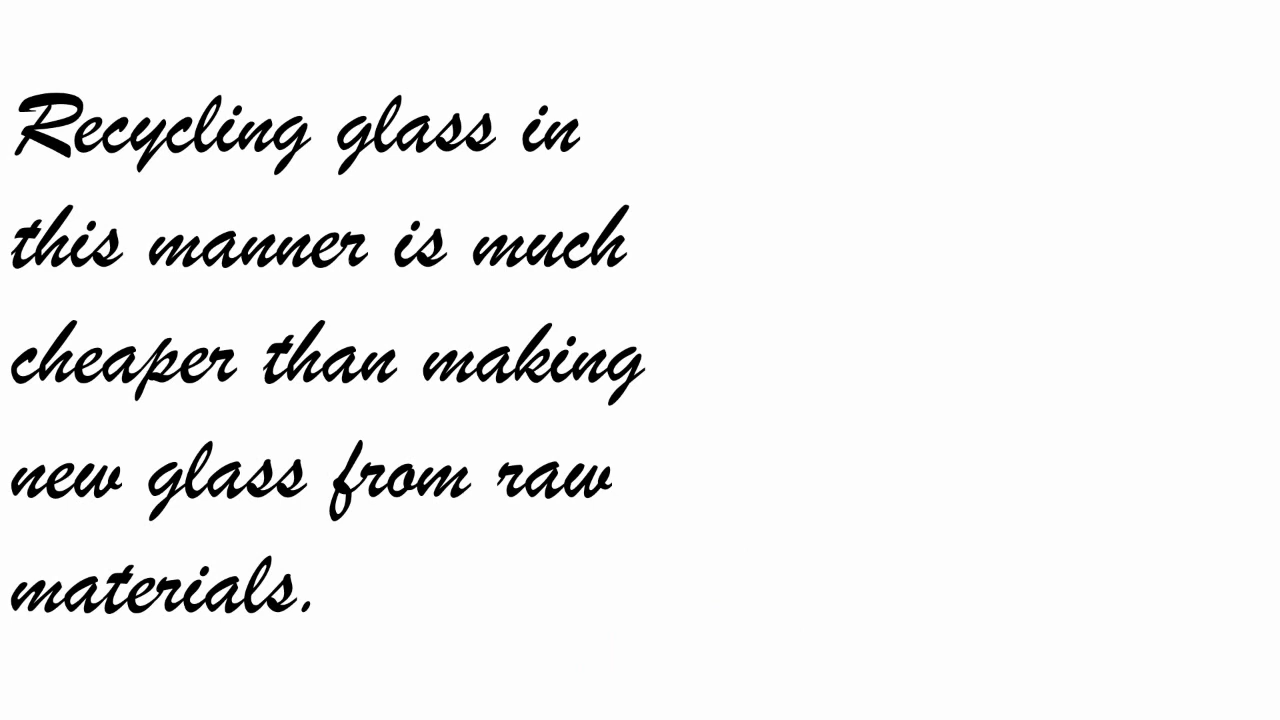 Recycling glass in
this manner is much
cheaper than making
new glass from raw
materials.